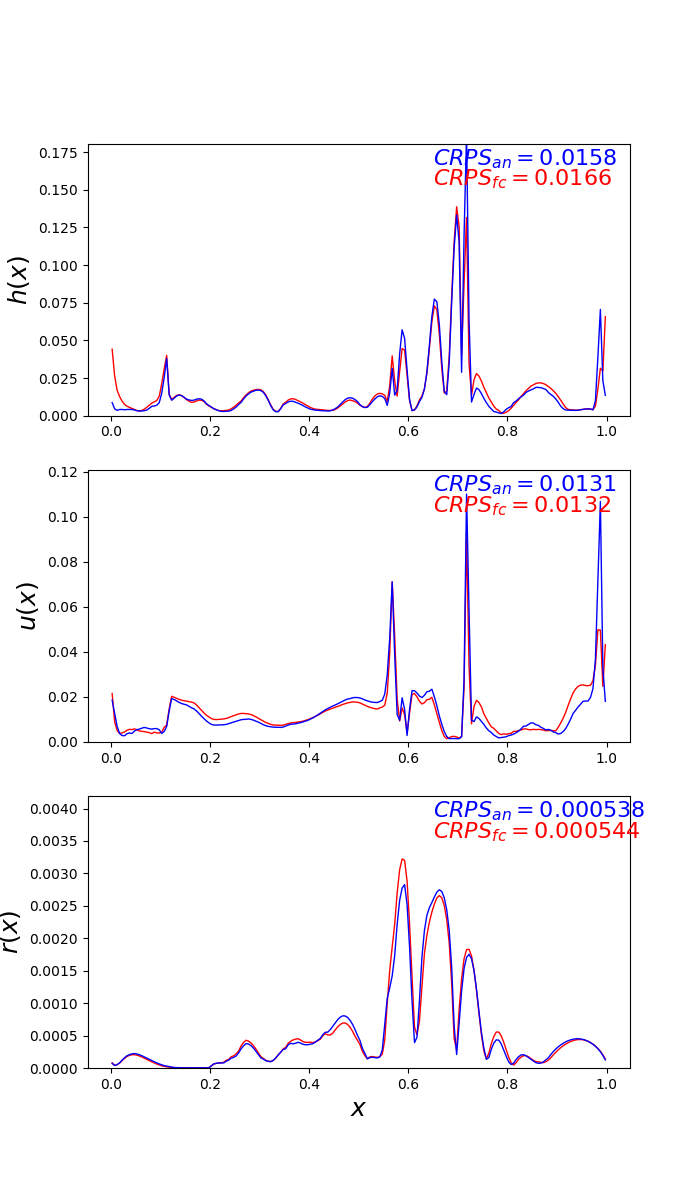 CRPS_an = 0.0158
CRPS_fc = 0.0166
h(x)
0.175
0.150
0.125
0.100
0.075
0.050
0.025
0.000
0.0 0.2 0.4 0.6 0.8 1.0
CRPS_an = 0.0131
CRPS_fc = 0.0132
u(x)
0.12
0.10
0.08
0.06
0.04
0.02
0.00
0.0 0.2 0.4 0.6 0.8 1.0
CRPS_an = 0.000538
CRPS_fc = 0.000544
r(x)
0.0040
0.0035
0.0030
0.0025
0.0020
0.0015
0.0010
0.0005
0.0000
0.0 0.2 0.4 0.6 0.8 1.0
x